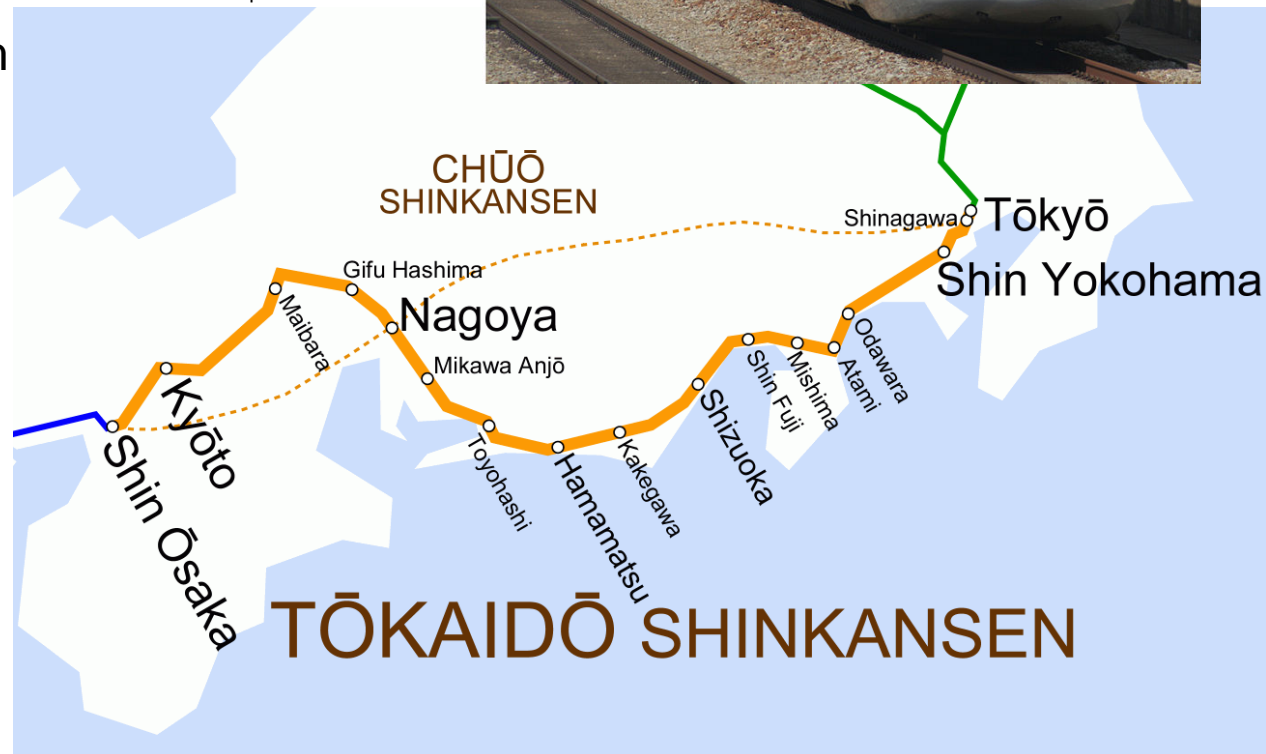 n
CHŪŌ
SHINKANSEN
Shinagawa
Tōkyō
Gifu Hashima
Shin Yokohama
Nagoya
Maibara
Odawara
Mikawa Anjō
Shin Fuji
Mishima
Atami
Kyōto
Shizuoka
Toyohashi
Kakegawa
Hamamatsu
Shin Ōsaka
TŌKAIDŌ SHINKANSEN